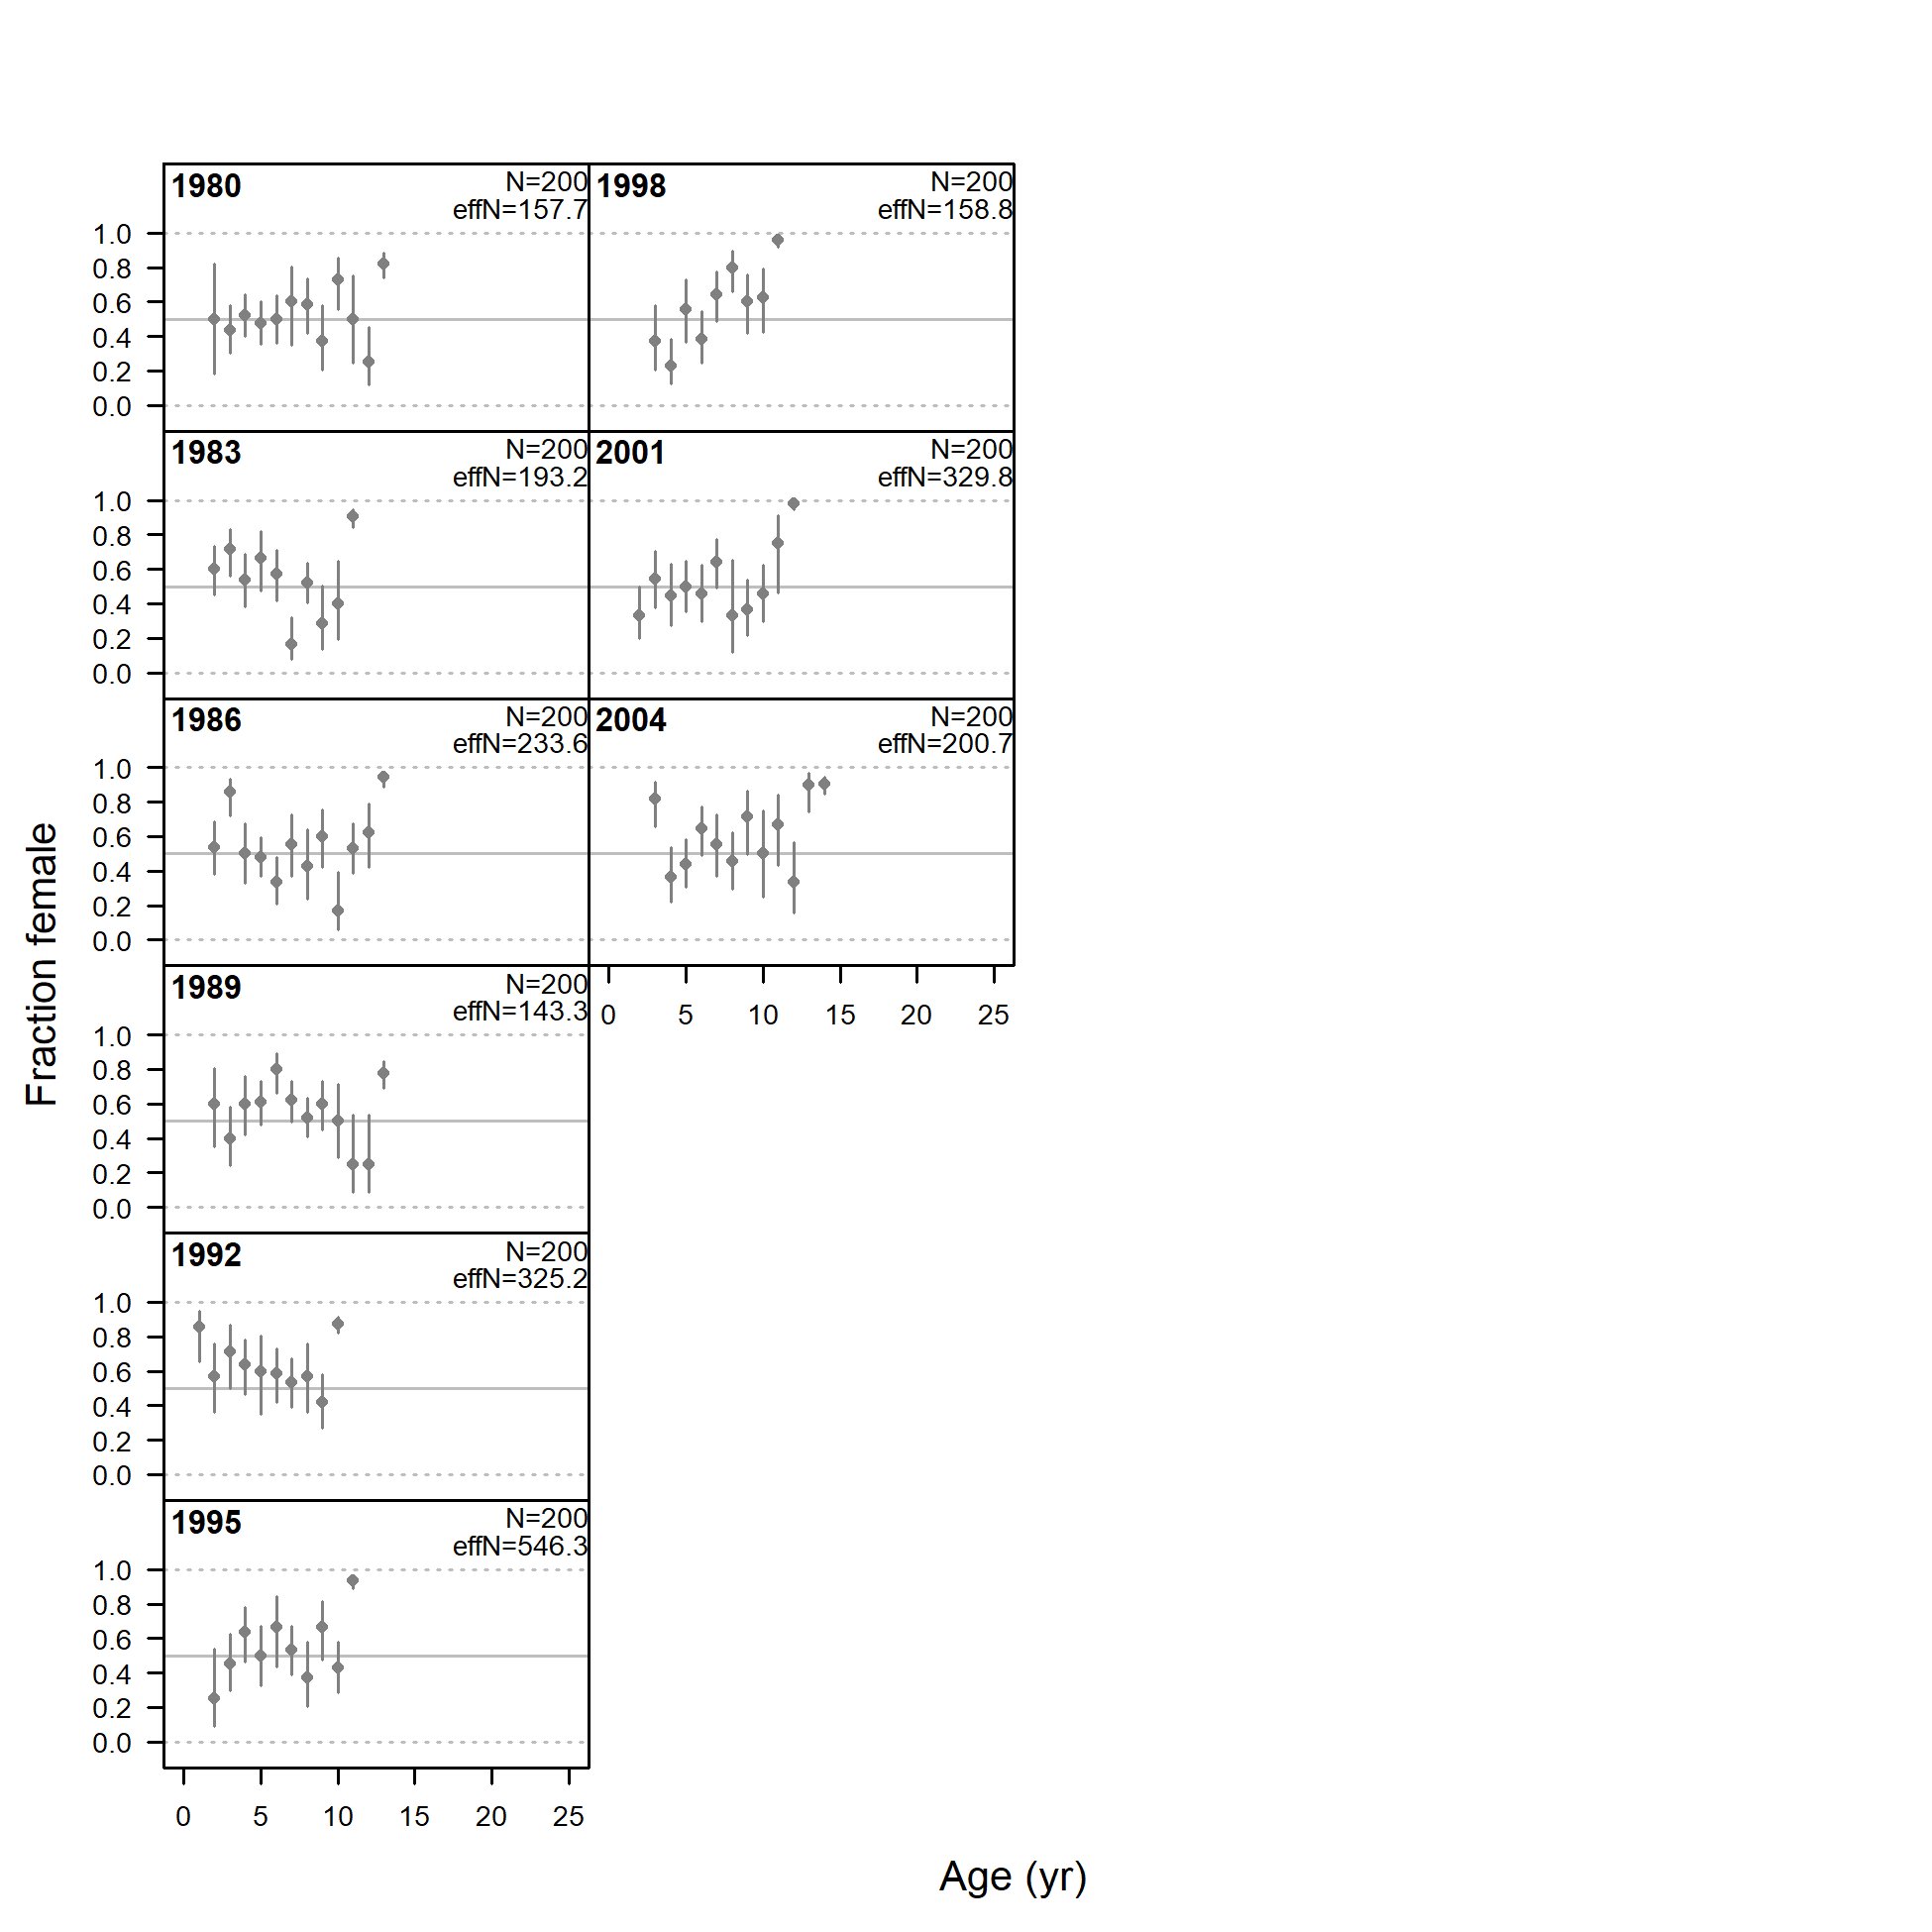 1980 N=200
effN=157.7
1.0
0.8
0.6
0.4
0.2
0.0
1983 N=200
effN=193.2
1.0
0.8
0.6
0.4
0.2
0.0
1986 N=200
effN=233.6
1.0
0.8
0.6
0.4
0.2
0.0
1989 N=200
effN=143.3
1.0
0.8
0.6
0.4
0.2
0.0
1992 N=200
effN=325.2
1.0
0.8
0.6
0.4
0.2
0.0
1995 N=200
effN=546.3
1.0
0.8
0.6
0.4
0.2
0.0
0 5 10 15 20 25
1998 N=200
effN=158.8
2001 N=200
effN=329.8
2004 N=200
effN=200.7
0 5 10 15 20 25
Fraction female
Age (yr)